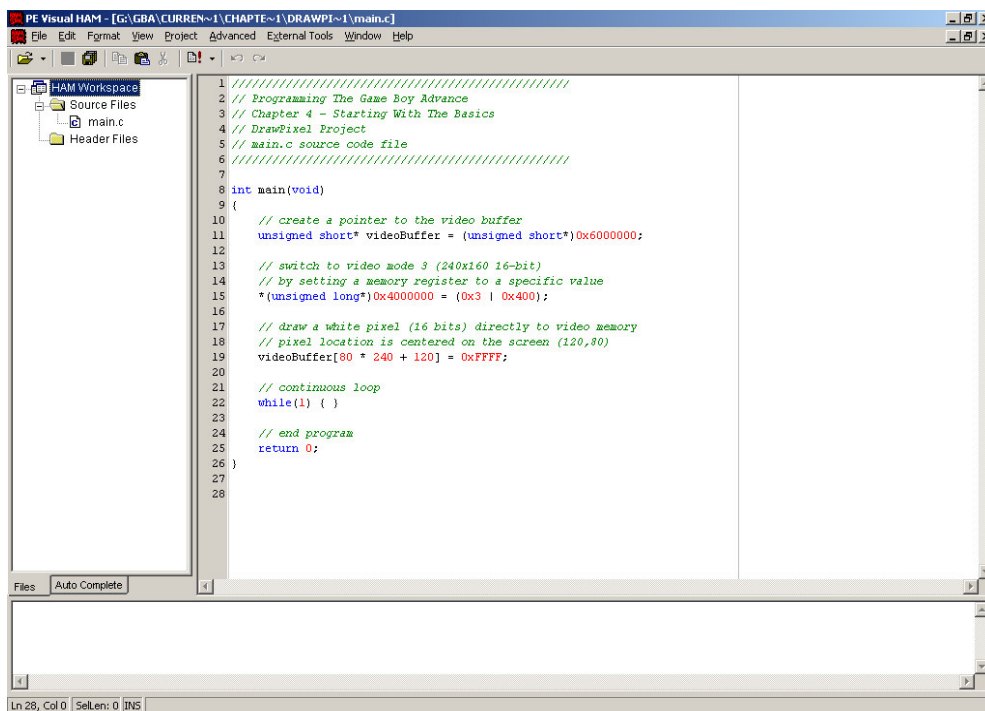 PE Visual HAM - [G:\GBA\CURREN~1\CHAPTE~1\DRAWPI~1\main.c]
File Edit Format View Project Advanced External Tools Window Help
HAM Workspace
Source Files
main.c
Header Files
1 //////////////////////////////////////////////////
2 // Programming The Game Boy Advance
3 // Chapter 4 - Starting With The Basics
4 // DrawPixel Project
5 // main.c source code file
6 //////////////////////////////////////////////////
7
8 int main(void)
9 {
10     // create a pointer to the video buffer
11     unsigned short* videoBuffer = (unsigned short*)0x6000000;
12
13     // switch to video mode 3 (240x160 16-bit)
14     // by setting a memory register to a specific value
15     *(unsigned long*)0x4000000 = (0x3 | 0x400);
16
17     // draw a white pixel (16 bits) directly to video memory
18     // pixel location is centered on the screen (120,80)
19     videoBuffer[80 * 240 + 120] = 0xFFFF;
20
21     // continuous loop
22     while(1) { }
23
24     // end program
25     return 0;
26 }
27
28
Files Auto Complete
Ln 28, Col 0 SelLen: 0 INS